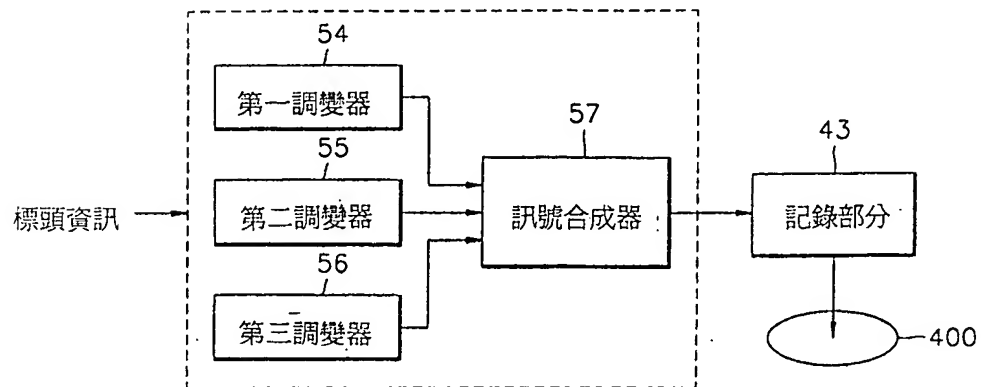 54
第一調變器
57
55
43
標頭資訊
第二調變器
訊號合成器
記錄部分
56
第三調變器
400